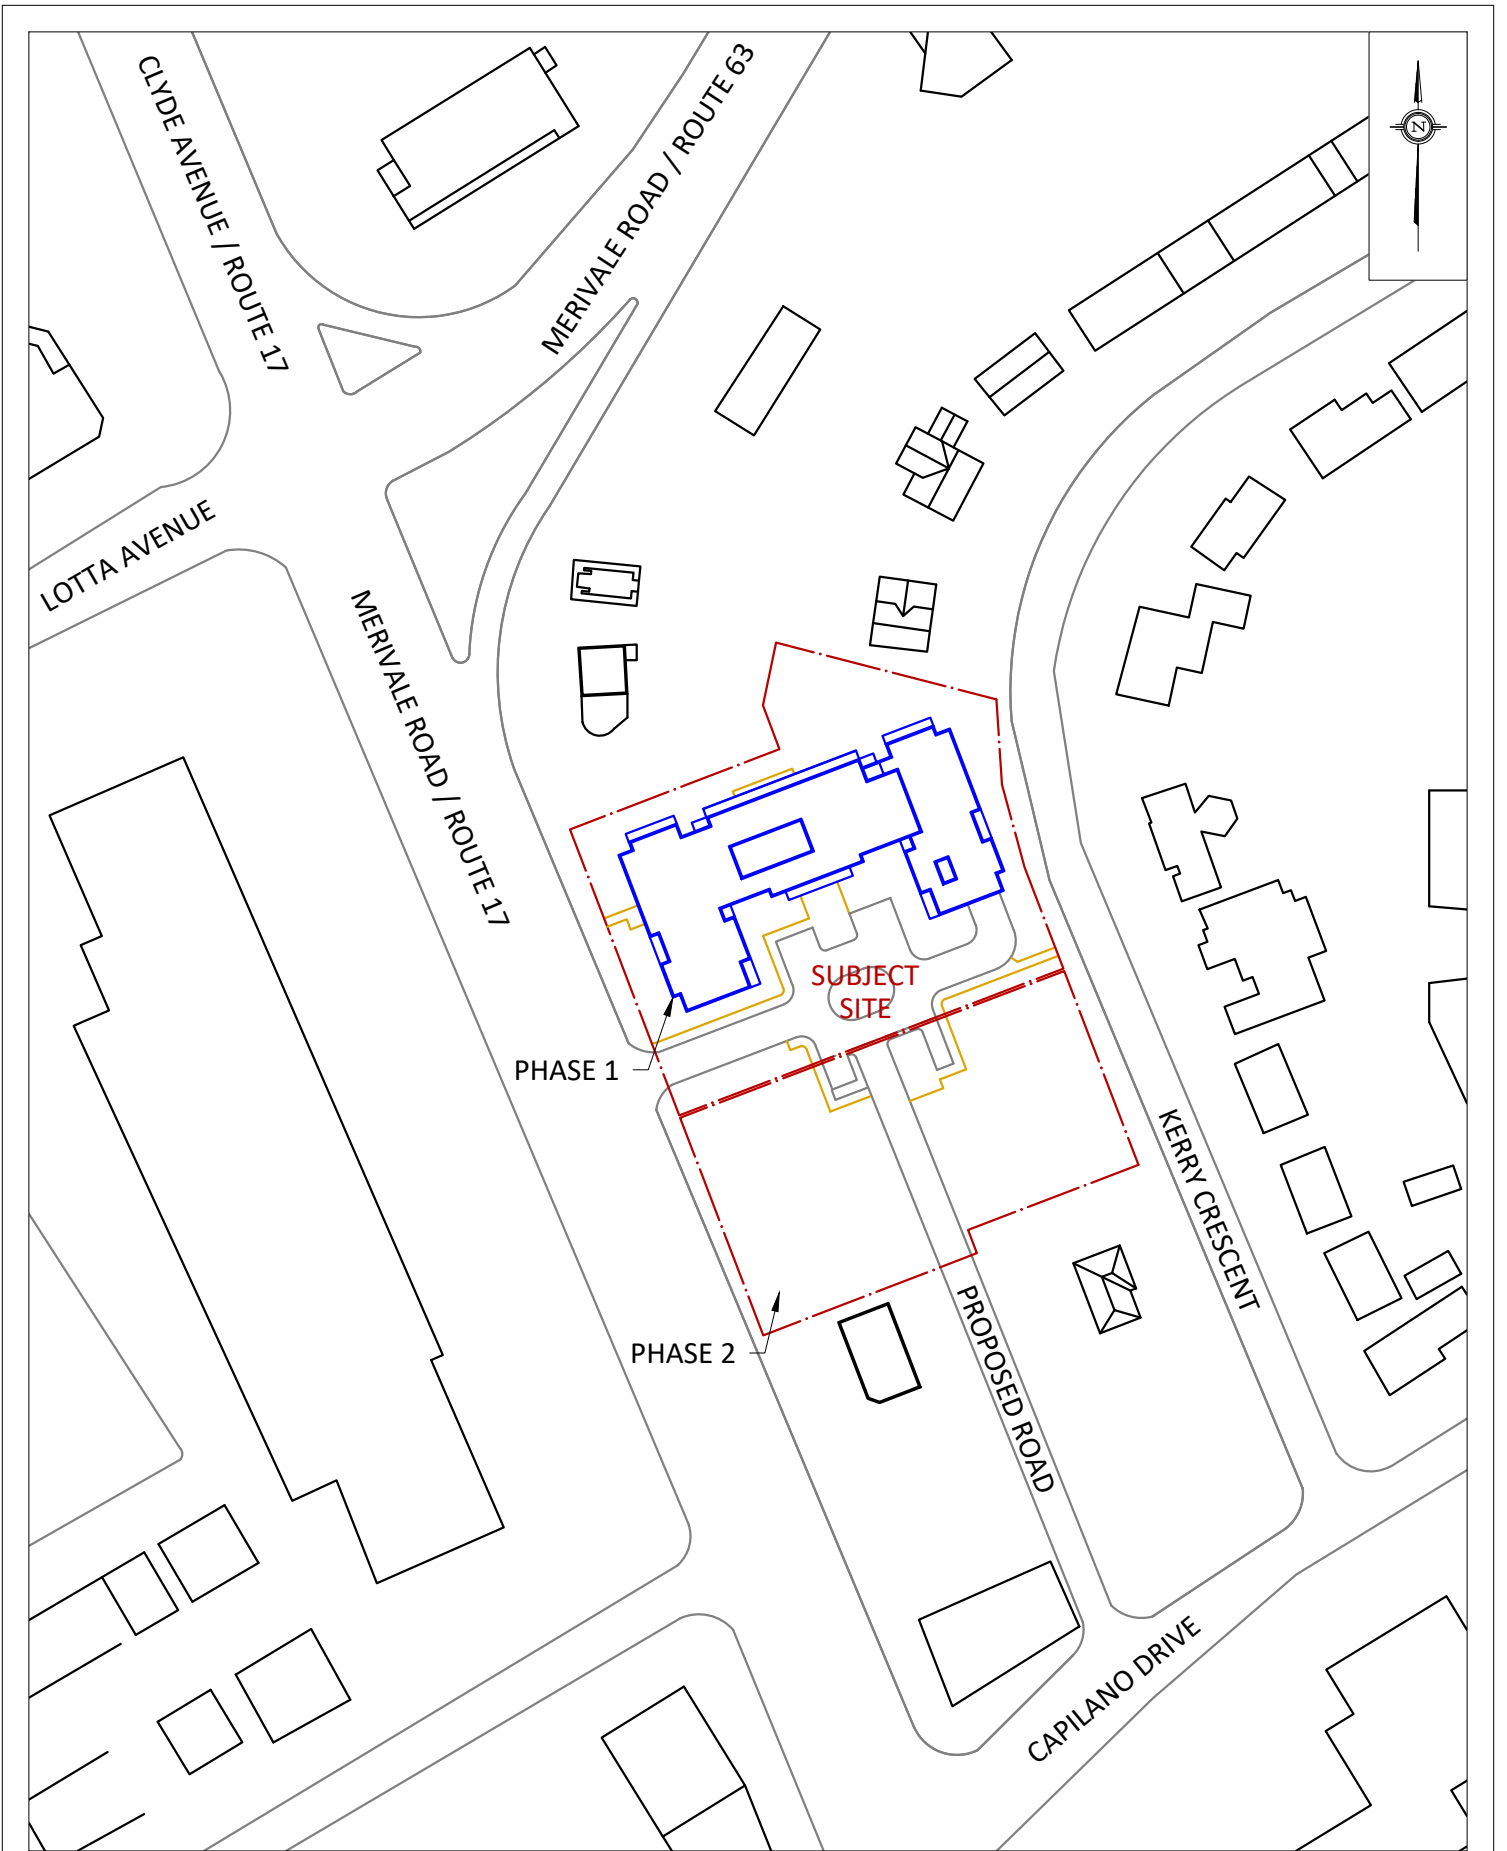 CLYDE AVENUE / ROUTE 17
MERIVALE ROAD / ROUTE 63
N
LOTTA AVENUE
MERIVALE ROAD / ROUTE 17
SUBJECT
SITE
PHASE 1
KERRY CRESCENT
PHASE 2
PROPOSED ROAD
CAPILANO DRIVE